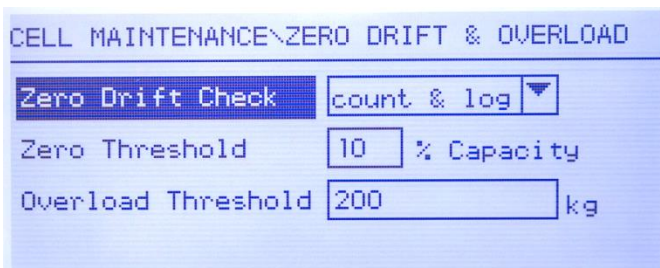 CELL MAINTENANCE\ZERO DRIFT & OVERLOAD
Zero Drift Check count & log
Zero Threshold 10 % Capacity
Overload Threshold 200 kg